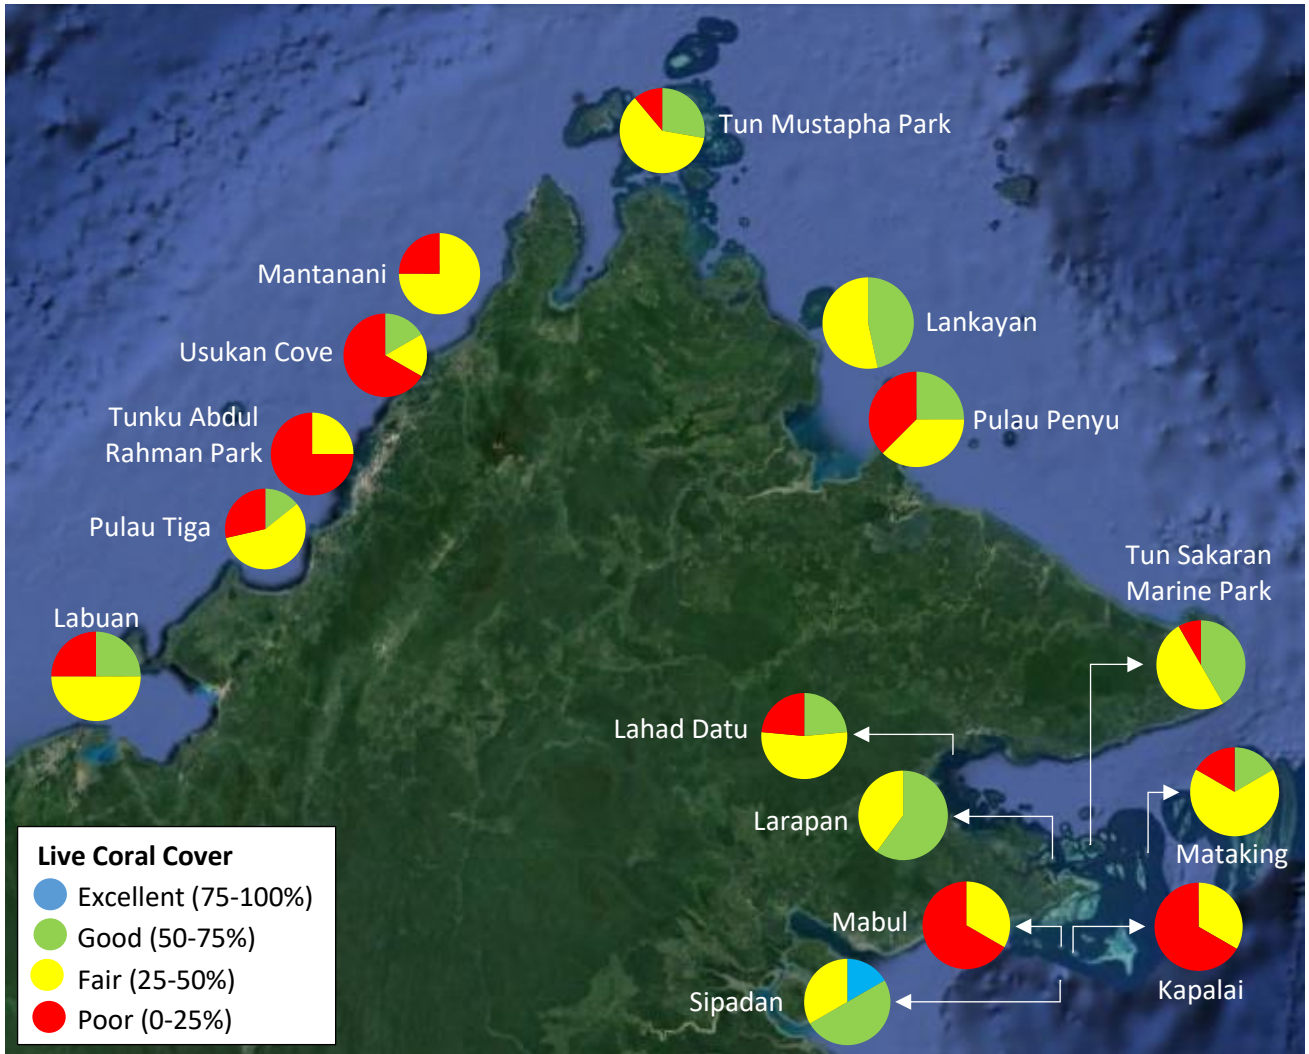 Tun Mustapha Park
Mantanani
Lankayan
Usukan Cove
Tunku Abdul
Rahman Park
Pulau Penyu
Pulau Tiga
Tun Sakaran
Marine Park
Labuan
Lahad Datu
Larapan
Mataking
Mabul
Kapalai
Sipadan
Live Coral Cover
Excellent (75-100%)
Good (50-75%)
Fair (25-50%)
Poor (0-25%)